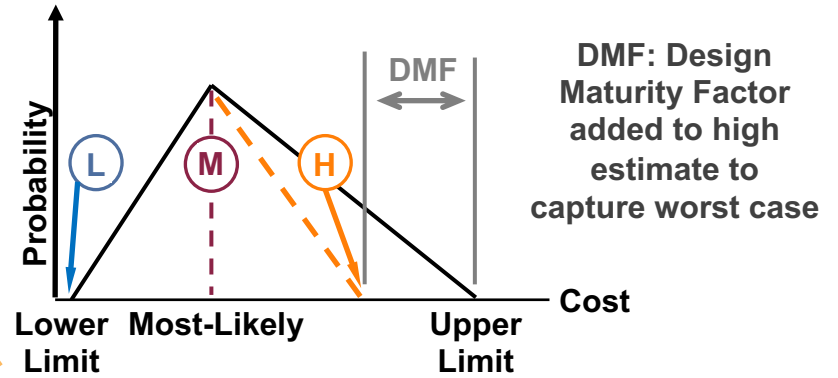 DMF
DMF: Design
Maturity Factor
added to high
estimate to
capture worst case
Probability
L
M
H
Cost
Lower
Limit
Most-Likely
Upper
Limit